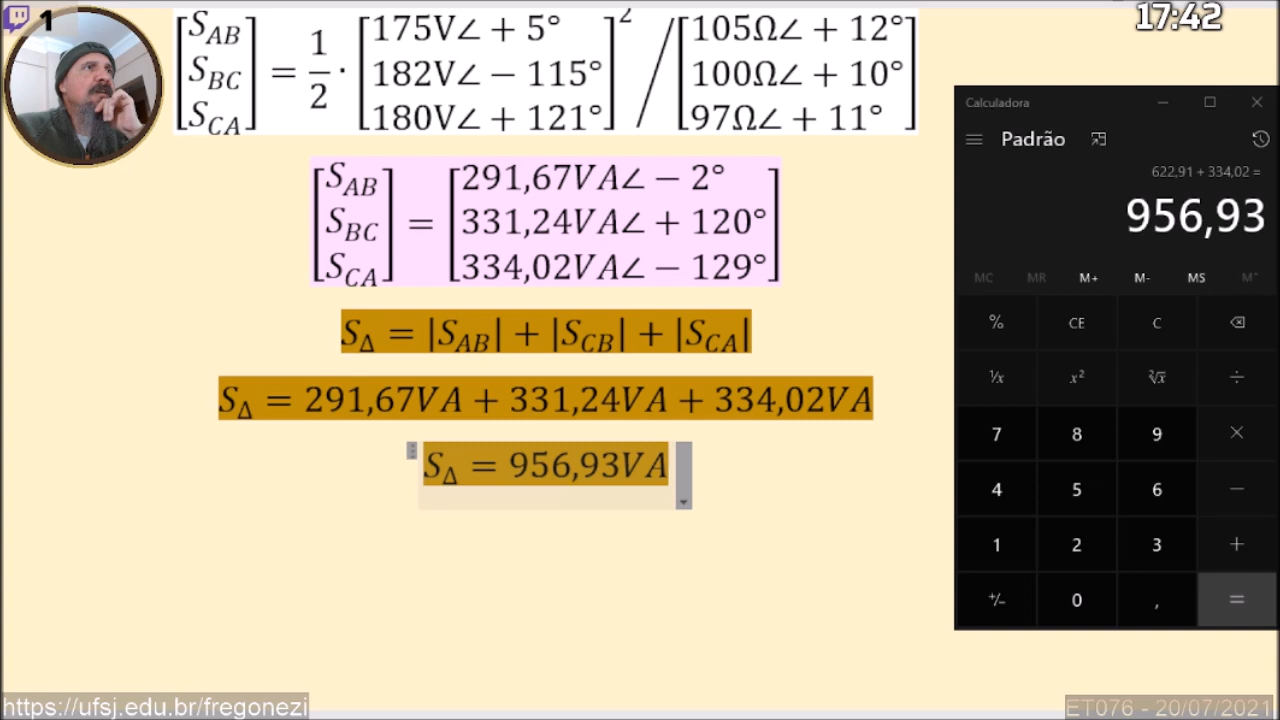 1
17:42
[S_AB S_BC S_CA] = 1/2 · [175V∠ + 5° 182V∠ − 115° 180V∠ + 121°]² / [105Ω∠ + 12° 100Ω∠ + 10° 97Ω∠ + 11°]
[S_AB S_BC S_CA] = [291,67VA∠ − 2° 331,24VA∠ + 120° 334,02VA∠ − 129°]
S_Δ = |S_AB| + |S_CB| + |S_CA|
S_Δ = 291,67VA + 331,24VA + 334,02VA
S_Δ = 956,93VA
Calculadora
Padrão
622,91 + 334,02 =
956,93
MC MR M+ M- MS M˅
% CE C
¹/x x² ²√x ÷
7 8 9 ×
4 5 6 −
1 2 3 +
+/− 0 , =
https://ufsj.edu.br/fregonezi
ET076 - 20/07/2021